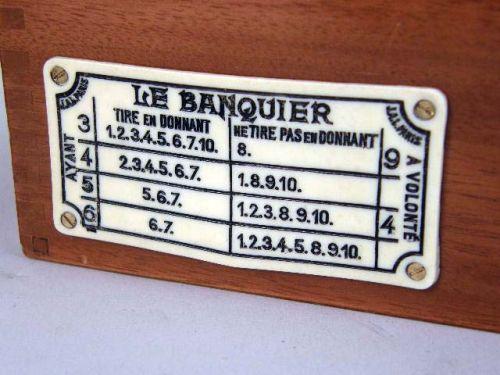 LE BANQUIER
J.A.L. PARIS
J.A.L. PARIS
AYANT
TIRE EN DONNANT
NE TIRE PAS EN DONNANT
3
1.2.3.4.5.6.7.10.
8.
9
4
2.3.4.5.6.7.
1.8.9.10.
5
5.6.7.
1.2.3.8.9.10.
6
6.7.
1.2.3.4.5.8.9.10.
4
A VOLONTÉ